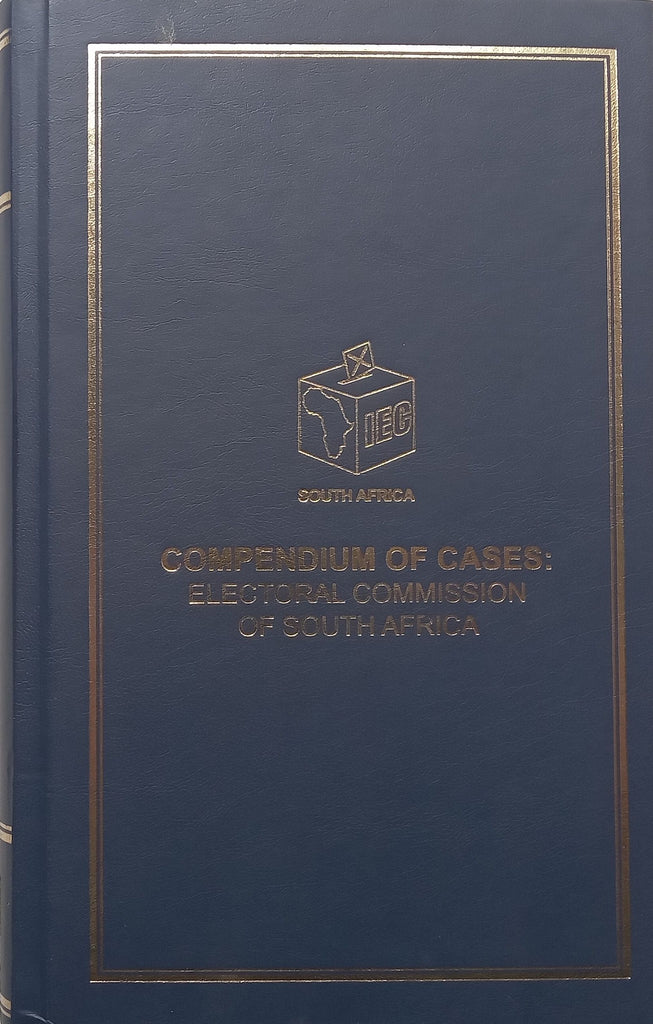 IEC
SOUTH AFRICA
COMPENDIUM OF CASES:
ELECTORAL COMMISSION
OF SOUTH AFRICA